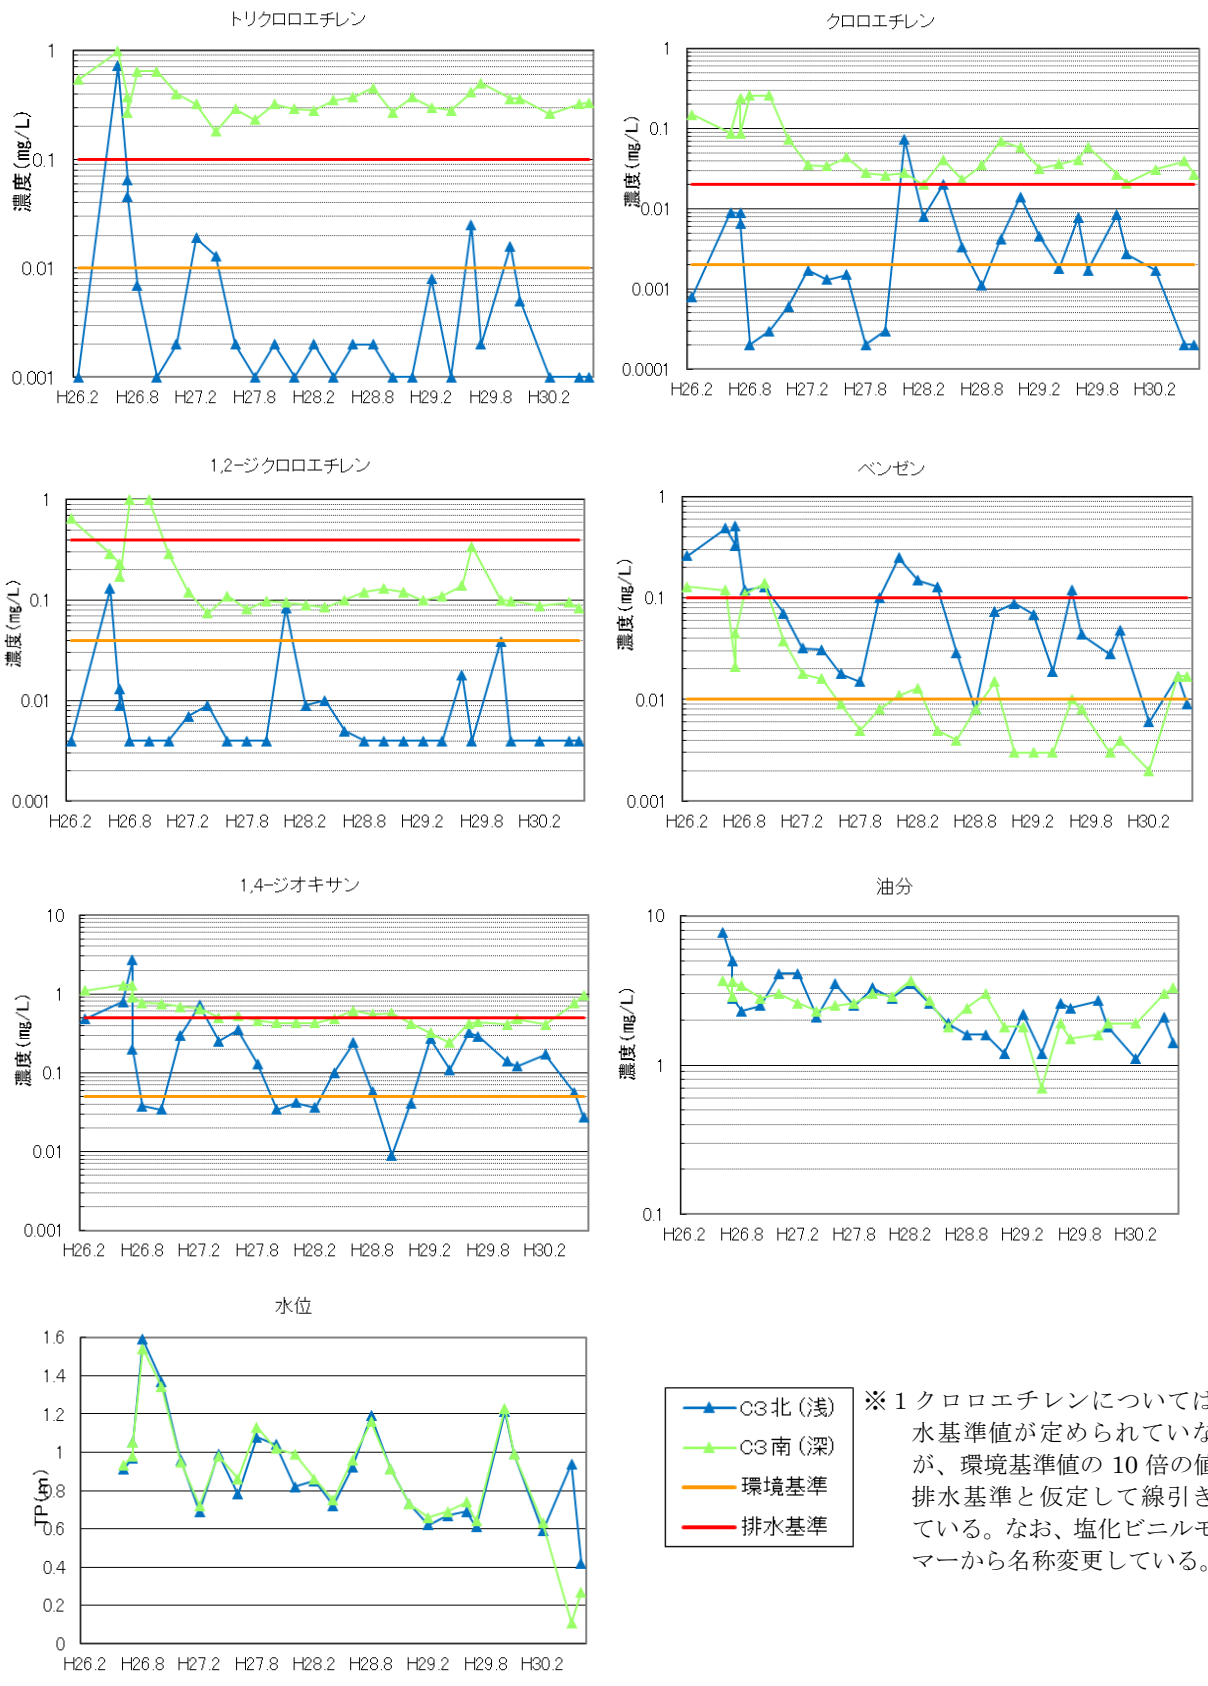 トリクロロエチレン
濃度(mg/L)
1
0.1
0.01
0.001
H26.2 H26.8 H27.2 H27.8 H28.2 H28.8 H29.2 H29.8 H30.2
クロロエチレン
濃度(mg/L)
1
0.1
0.01
0.001
0.0001
H26.2 H26.8 H27.2 H27.8 H28.2 H28.8 H29.2 H29.8 H30.2
1,2-ジクロロエチレン
濃度(mg/L)
1
0.1
0.01
0.001
H26.2 H26.8 H27.2 H27.8 H28.2 H28.8 H29.2 H29.8 H30.2
ベンゼン
濃度(mg/L)
1
0.1
0.01
0.001
H26.2 H26.8 H27.2 H27.8 H28.2 H28.8 H29.2 H29.8 H30.2
1,4-ジオキサン
濃度(mg/L)
10
1
0.1
0.01
0.001
H26.2 H26.8 H27.2 H27.8 H28.2 H28.8 H29.2 H29.8 H30.2
油分
濃度(mg/L)
10
1
0.1
H26.2 H26.8 H27.2 H27.8 H28.2 H28.8 H29.2 H29.8 H30.2
水位
TP(m)
1.6
1.4
1.2
1
0.8
0.6
0.4
0.2
0
H26.2 H26.8 H27.2 H27.8 H28.2 H28.8 H29.2 H29.8 H30.2
C3北(浅)
C3南(深)
環境基準
排水基準
※1クロロエチレンについては
水基準値が定められていな
が、環境基準値の 10 倍の値
排水基準と仮定して線引き
ている。なお、塩化ビニルモ
マーから名称変更している。